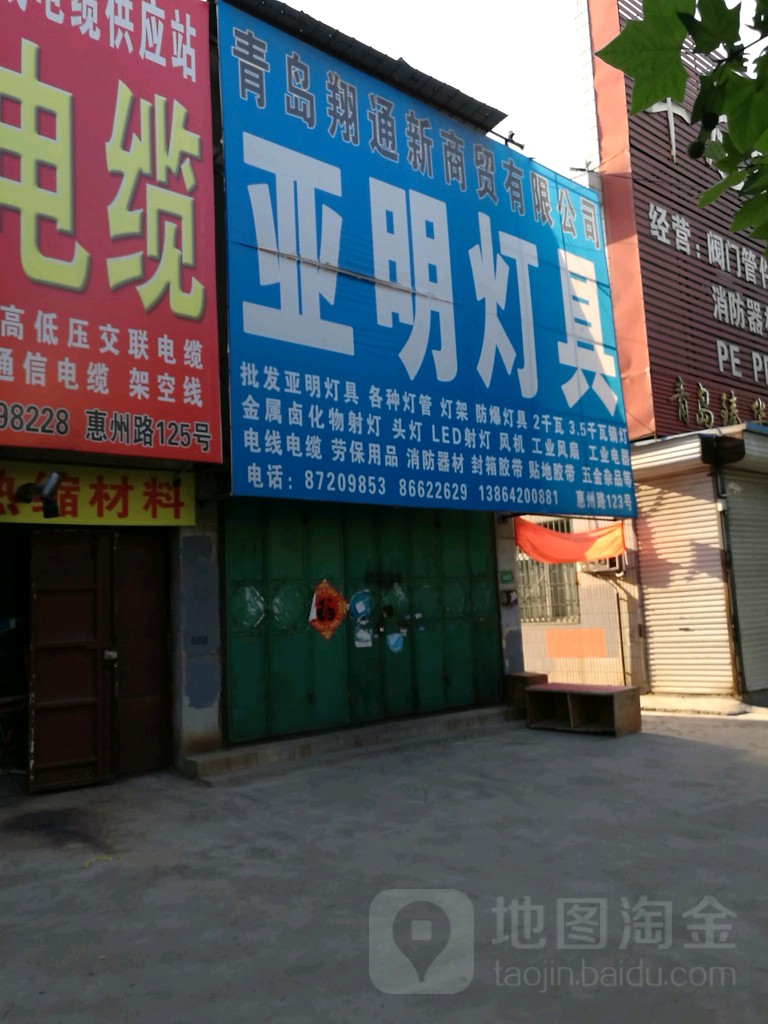 电缆供应站
电缆
高低压交联电缆
通信电缆 架空线
98228 惠州路125号
热缩材料
青岛翔通新商贸有限公司
亚明灯具
批发亚明灯具 各种灯管 灯架 防爆灯具 2千瓦 3.5千瓦镝灯
金属卤化物射灯 头灯 LED射灯 风机 工业风扇 工业电器
电线电缆 劳保用品 消防器材 封箱胶带 贴地胶带 五金杂品等
电话：87209853 86622629 13864200881 惠州路123号
福
经营：阀门管件
消防器材
PE PP
青岛
地图淘金
taojin.baidu.com